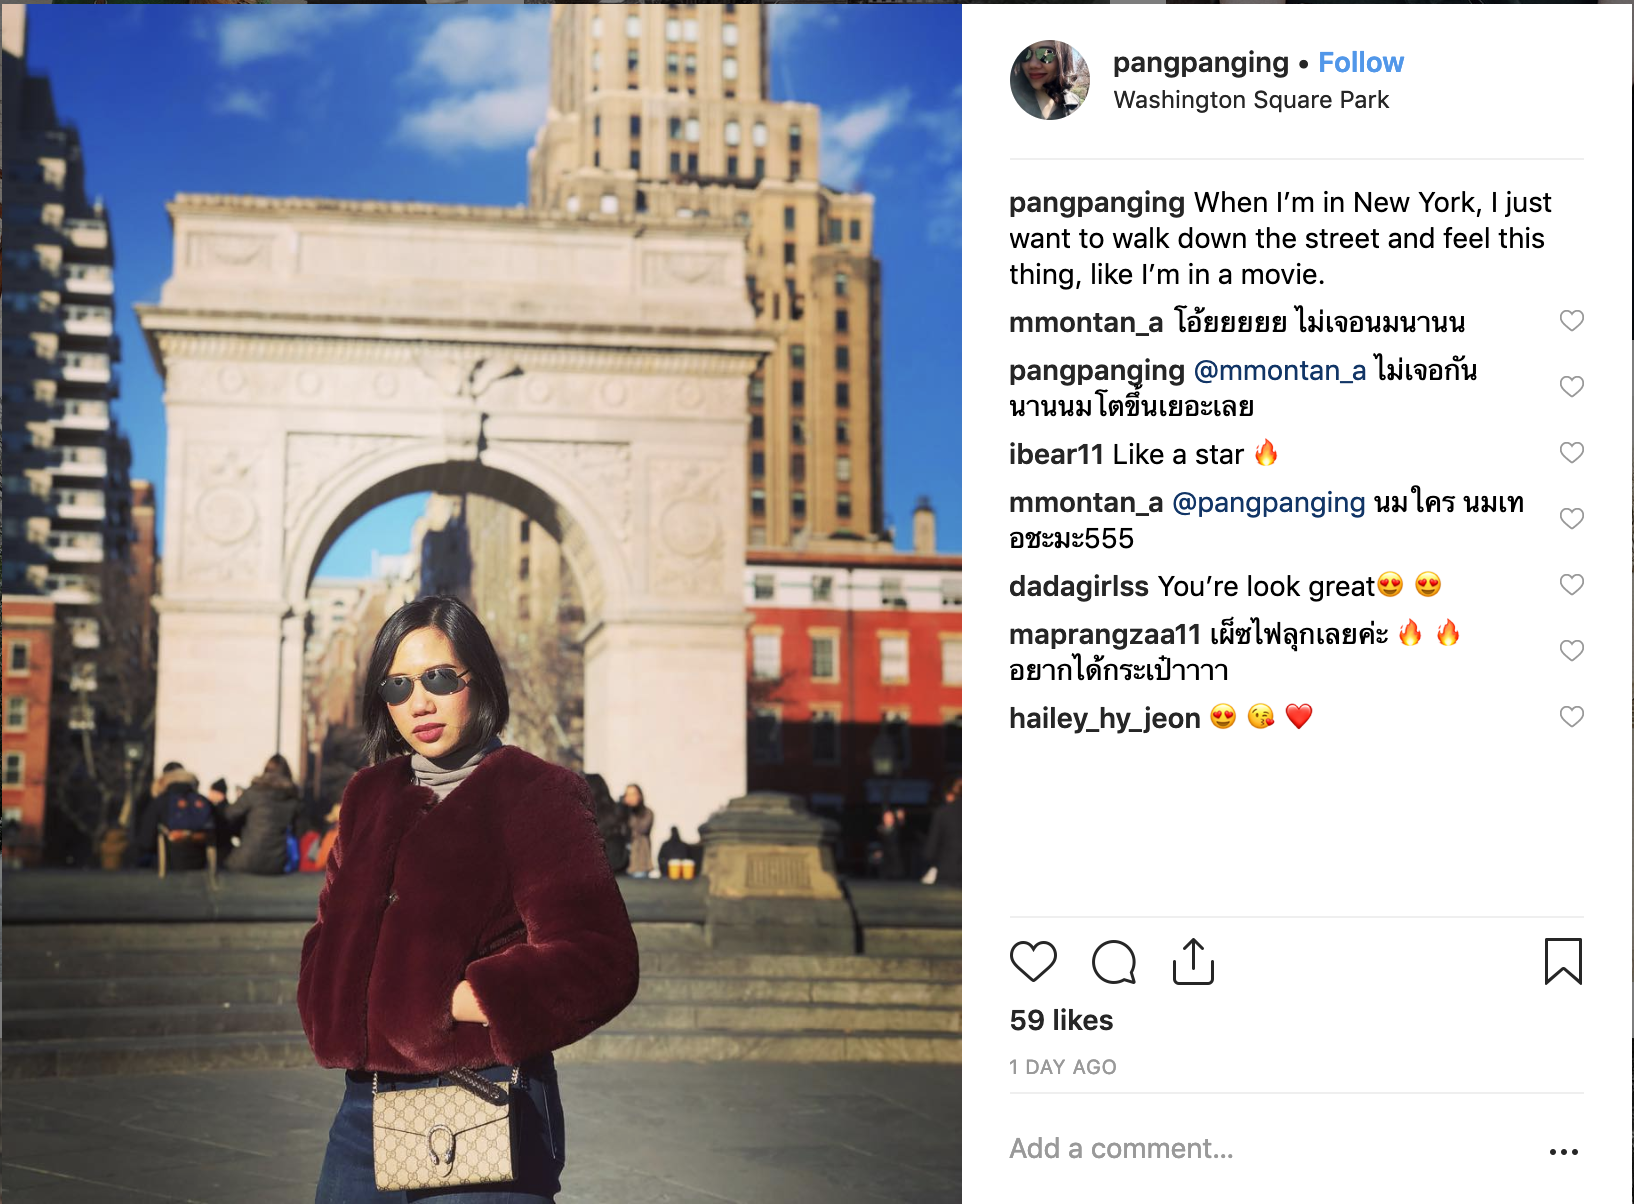 pangpanging • Follow
Washington Square Park
pangpanging When I’m in New York, I just
want to walk down the street and feel this
thing, like I’m in a movie.
mmontan_a โอ้ยยยยย ไม่เจอนมนานน
pangpanging @mmontan_a ไม่เจอกัน
นานนมโตขึ้นเยอะเลย
ibear11 Like a star 🔥
mmontan_a @pangpanging นมใคร นมเท
อชะมะ555
dadagirlss You’re look great😍 😍
maprangzaa11 เผ็ซไฟลุกเลยค่ะ 🔥 🔥
อยากได้กระเป๋าาาา
hailey_hy_jeon 😍 😘 ❤️
59 likes
1 DAY AGO
Add a comment...